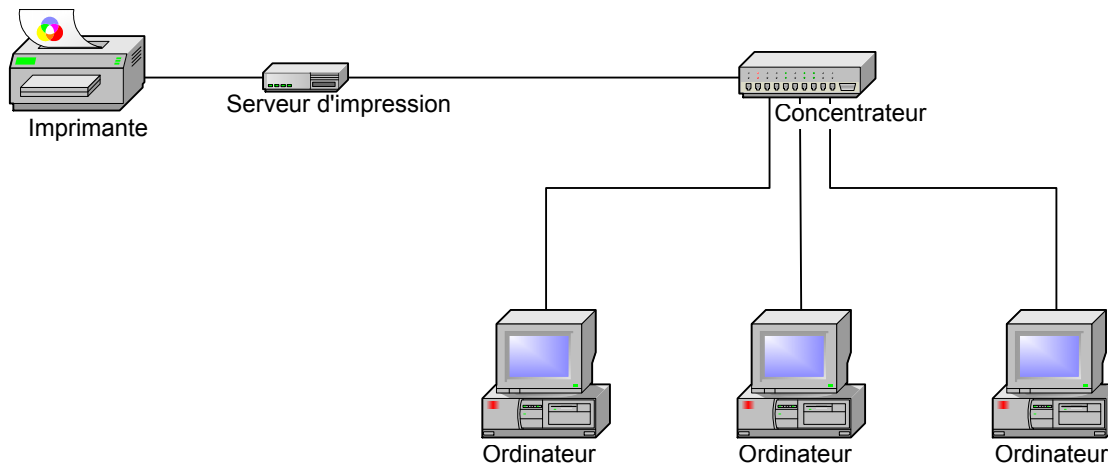 Imprimante
Serveur d'impression
Concentrateur
Ordinateur
Ordinateur
Ordinateur